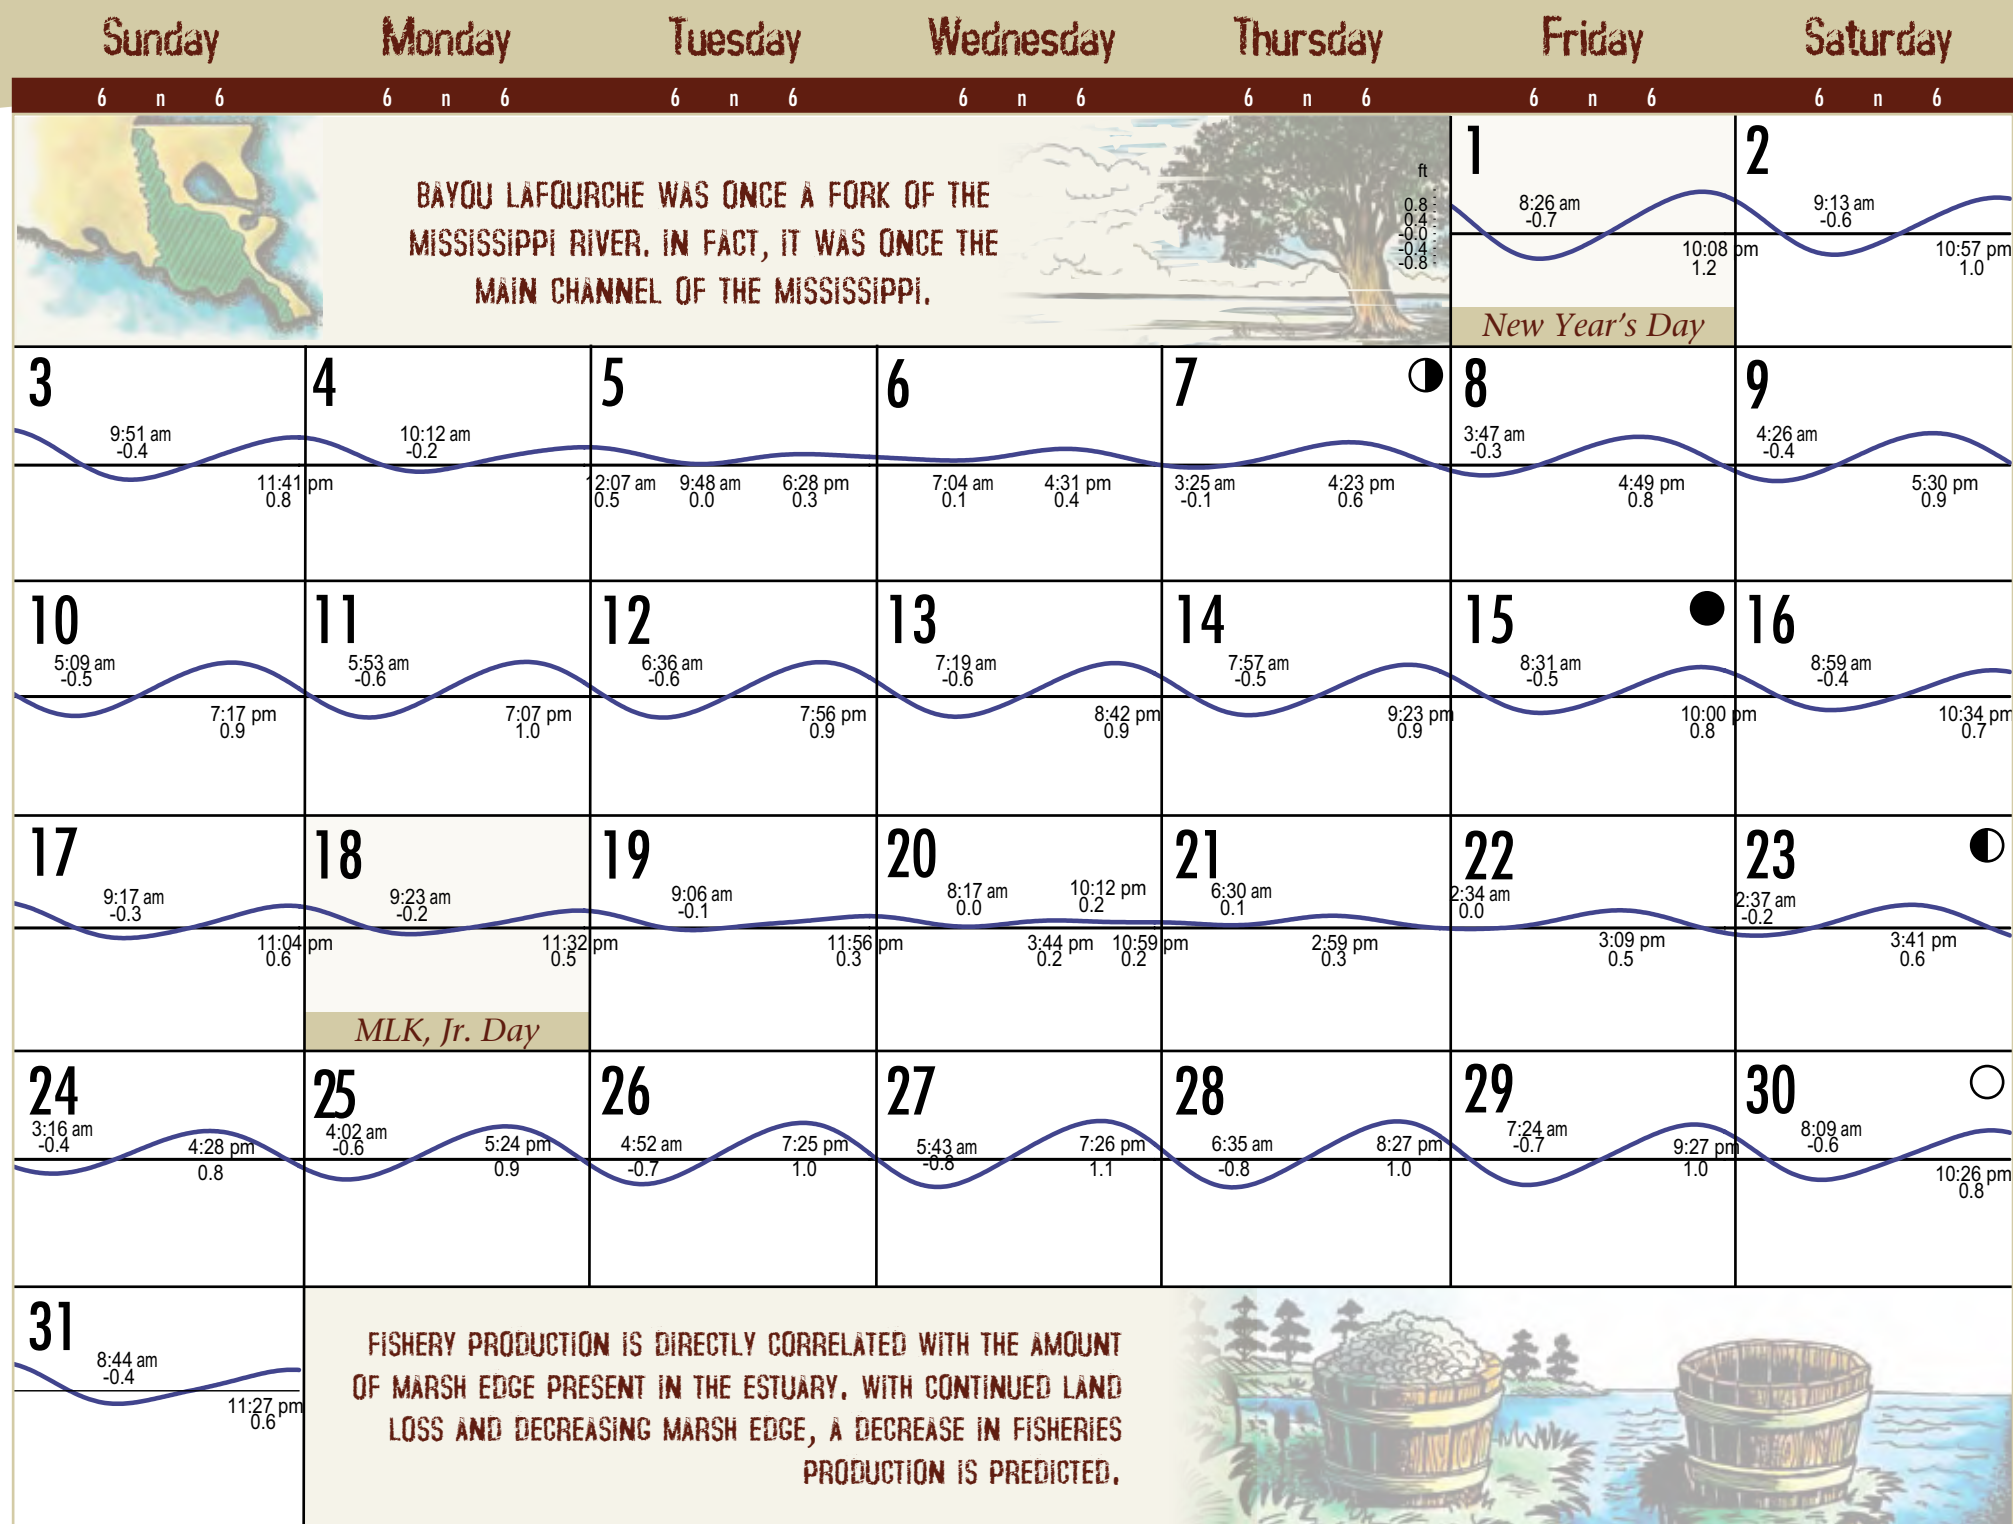 Sunday Monday Tuesday Wednesday Thursday Friday Saturday
6 n 6 6 n 6 6 n 6 6 n 6 6 n 6 6 n 6 6 n 6
BAYOU LAFOURCHE WAS ONCE A FORK OF THE
MISSISSIPPI RIVER. IN FACT, IT WAS ONCE THE
MAIN CHANNEL OF THE MISSISSIPPI.
ft
0.8
0.4
-0.0
-0.4
-0.8
1
8:26 am
-0.7
10:08 pm
1.2
New Year's Day
2
9:13 am
-0.6
10:57 pm
1.0
3
9:51 am
-0.4
11:41 pm
0.8
4
10:12 am
-0.2
5
12:07 am 9:48 am 6:28 pm
0.5 0.0 0.3
6
7:04 am 4:31 pm
0.1 0.4
7
3:25 am 4:23 pm
-0.1 0.6
8
3:47 am
-0.3
4:49 pm
0.8
9
4:26 am
-0.4
5:30 pm
0.9
10
5:09 am
-0.5
7:17 pm
0.9
11
5:53 am
-0.6
7:07 pm
1.0
12
6:36 am
-0.6
7:56 pm
0.9
13
7:19 am
-0.6
8:42 pm
0.9
14
7:57 am
-0.5
9:23 pm
0.9
15
8:31 am
-0.5
10:00 pm
0.8
16
8:59 am
-0.4
10:34 pm
0.7
17
9:17 am
-0.3
11:04 pm
0.6
18
9:23 am
-0.2
11:32 pm
0.5
MLK, Jr. Day
19
9:06 am
-0.1
11:56 pm
0.3
20
8:17 am 10:12 pm
0.0 0.2
3:44 pm 10:59 pm
0.2 0.2
21
6:30 am
0.1
2:59 pm
0.3
22
2:34 am
0.0
3:09 pm
0.5
23
2:37 am
-0.2
3:41 pm
0.6
24
3:16 am
-0.4
4:28 pm
0.8
25
4:02 am
-0.6
5:24 pm
0.9
26
4:52 am 7:25 pm
-0.7 1.0
27
5:43 am 7:26 pm
-0.8 1.1
28
6:35 am 8:27 pm
-0.8 1.0
29
7:24 am
-0.7
9:27 pm
1.0
30
8:09 am
-0.6
10:26 pm
0.8
31
8:44 am
-0.4
11:27 pm
0.6
FISHERY PRODUCTION IS DIRECTLY CORRELATED WITH THE AMOUNT
OF MARSH EDGE PRESENT IN THE ESTUARY. WITH CONTINUED LAND
LOSS AND DECREASING MARSH EDGE, A DECREASE IN FISHERIES
PRODUCTION IS PREDICTED.